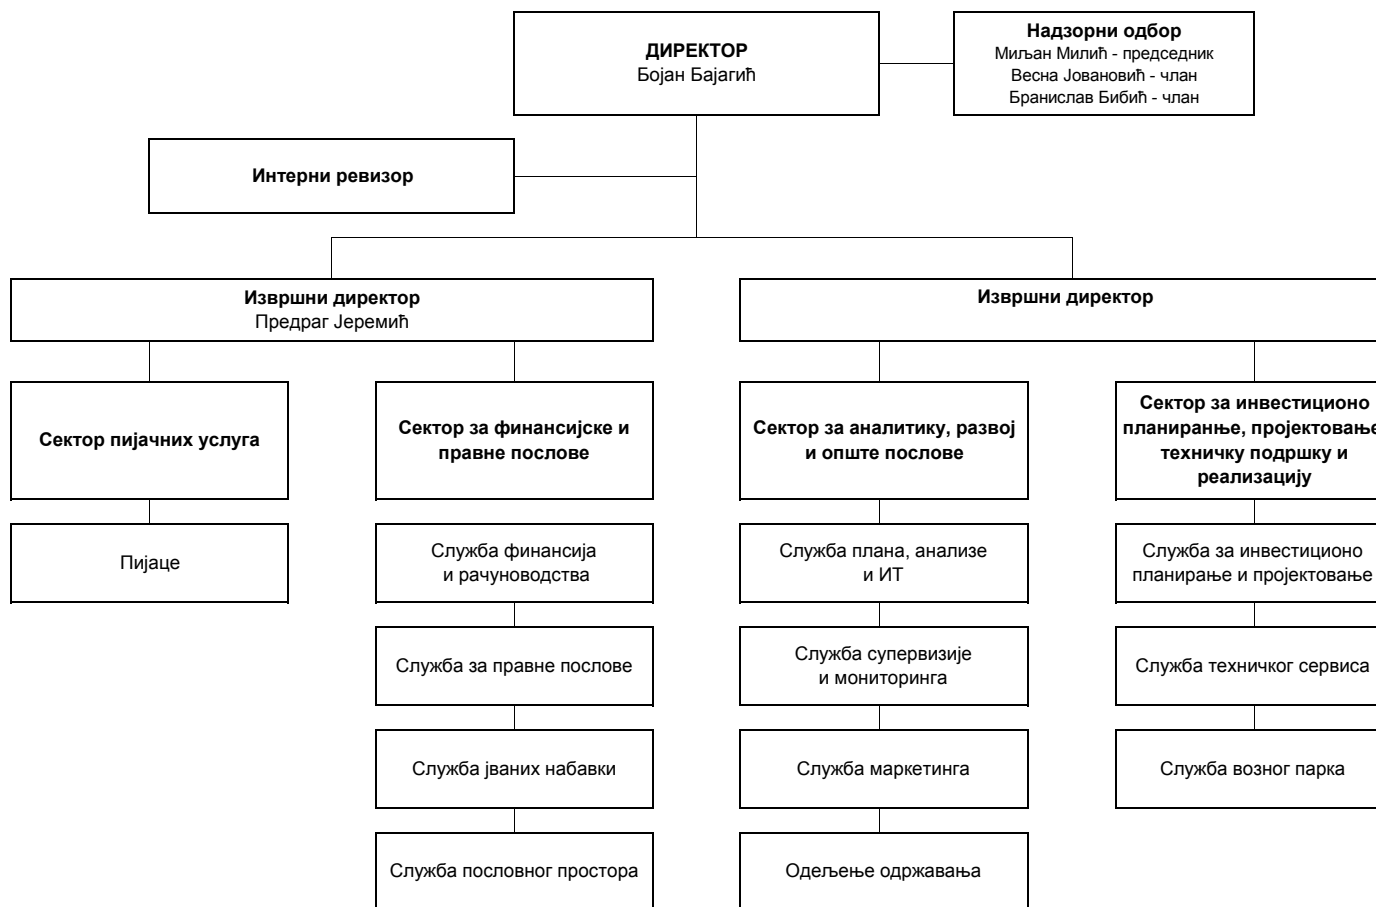 ДИРЕКТОР
Бојан Бајагић
Надзорни одбор
Миљан Милић - председник
Весна Јовановић - члан
Бранислав Бибић - члан
Интерни ревизор
Извршни директор
Предраг Јеремић
Извршни директор
Сектор пијачних услуга
Сектор за финансијске и
правне послове
Сектор за аналитику, развој
и опште послове
Сектор за инвестиционо
планирање, пројектовање
техничку подршку и
реализацију
Пијаце
Служба финансија
и рачуноводства
Служба плана, анализе
и ИТ
Служба за инвестиционо
планирање и пројектовање
Служба за правне послове
Служба супервизије
и мониторинга
Служба техничког сервиса
Служба јваних набавки
Служба маркетинга
Служба возног парка
Служба пословног простора
Одељење одржавања